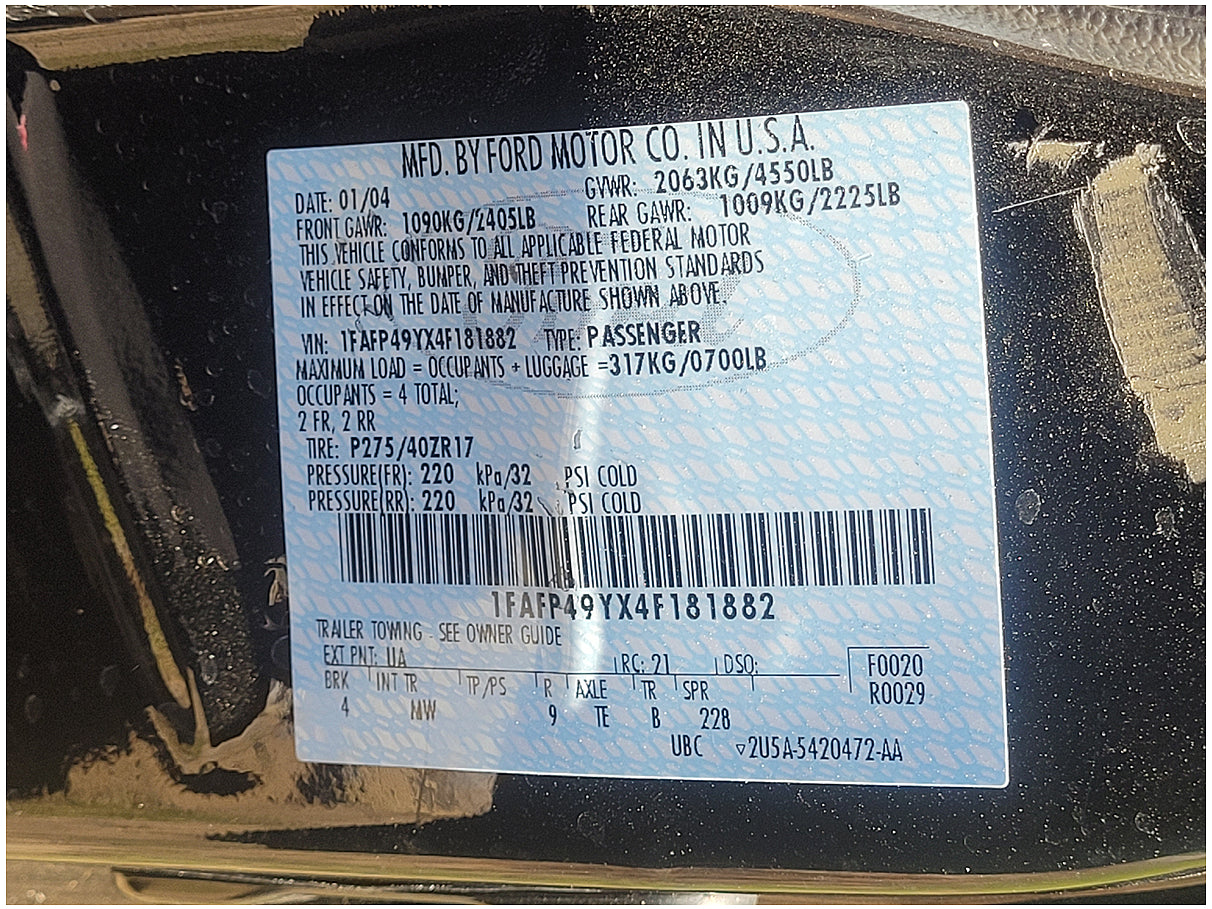 MFD. BY FORD MOTOR CO. IN U.S.A.
DATE: 01/04 GVWR: 2063KG/4550LB
FRONT GAWR: 1090KG/2405LB REAR GAWR: 1009KG/2225LB
THIS VEHICLE CONFORMS TO ALL APPLICABLE FEDERAL MOTOR
VEHICLE SAFETY, BUMPER, AND THEFT PREVENTION STANDARDS
IN EFFECT ON THE DATE OF MANUFACTURE SHOWN ABOVE.
VIN: 1FAFP49YX4F181882 TYPE: PASSENGER
MAXIMUM LOAD = OCCUPANTS + LUGGAGE =317KG/0700LB
OCCUPANTS = 4 TOTAL;
2 FR, 2 RR
TIRE: P275/40ZR17
PRESSURE(FR): 220 kPa/32 PSI COLD
PRESSURE(RR): 220 kPa/32 PSI COLD
1FAFP49YX4F181882
TRAILER TOWING - SEE OWNER GUIDE
EXT PNT: UA RC: 21 DSO: F0020
BRK INT TR TP/PS R AXLE TR SPR R0029
4 MW 9 TE B 228
UBC ▽2U5A-5420472-AA